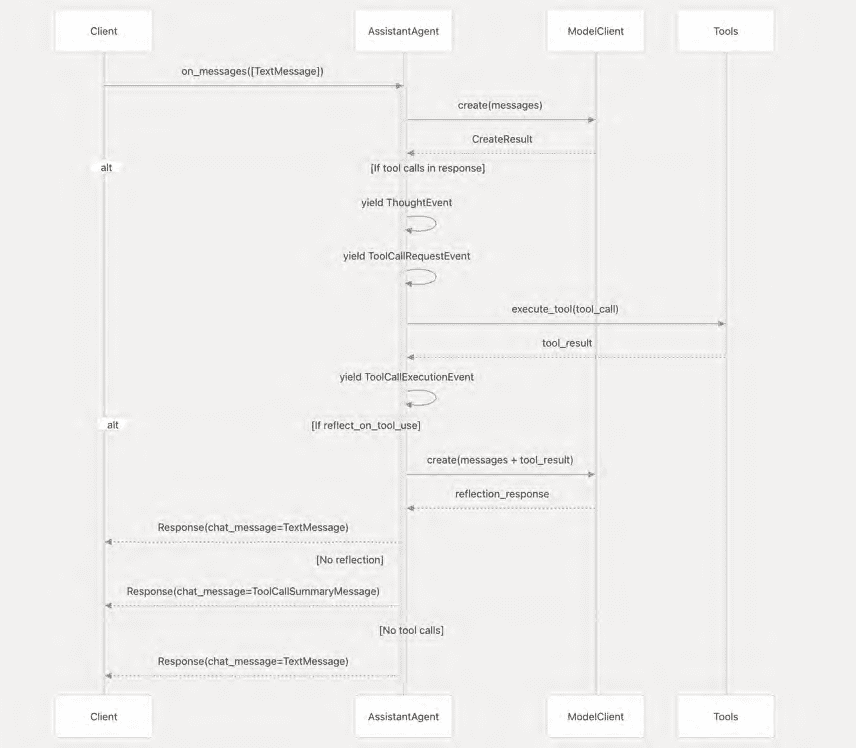 Client
AssistantAgent
ModelClient
Tools
on_messages([TextMessage])
create(messages)
CreateResult
alt
[If tool calls in response]
yield ThoughtEvent
yield ToolCallRequestEvent
execute_tool(tool_call)
tool_result
yield ToolCallExecutionEvent
alt
[If reflect_on_tool_use]
create(messages + tool_result)
reflection_response
Response(chat_message=TextMessage)
[No reflection]
Response(chat_message=ToolCallSummaryMessage)
[No tool calls]
Response(chat_message=TextMessage)
Client
AssistantAgent
ModelClient
Tools